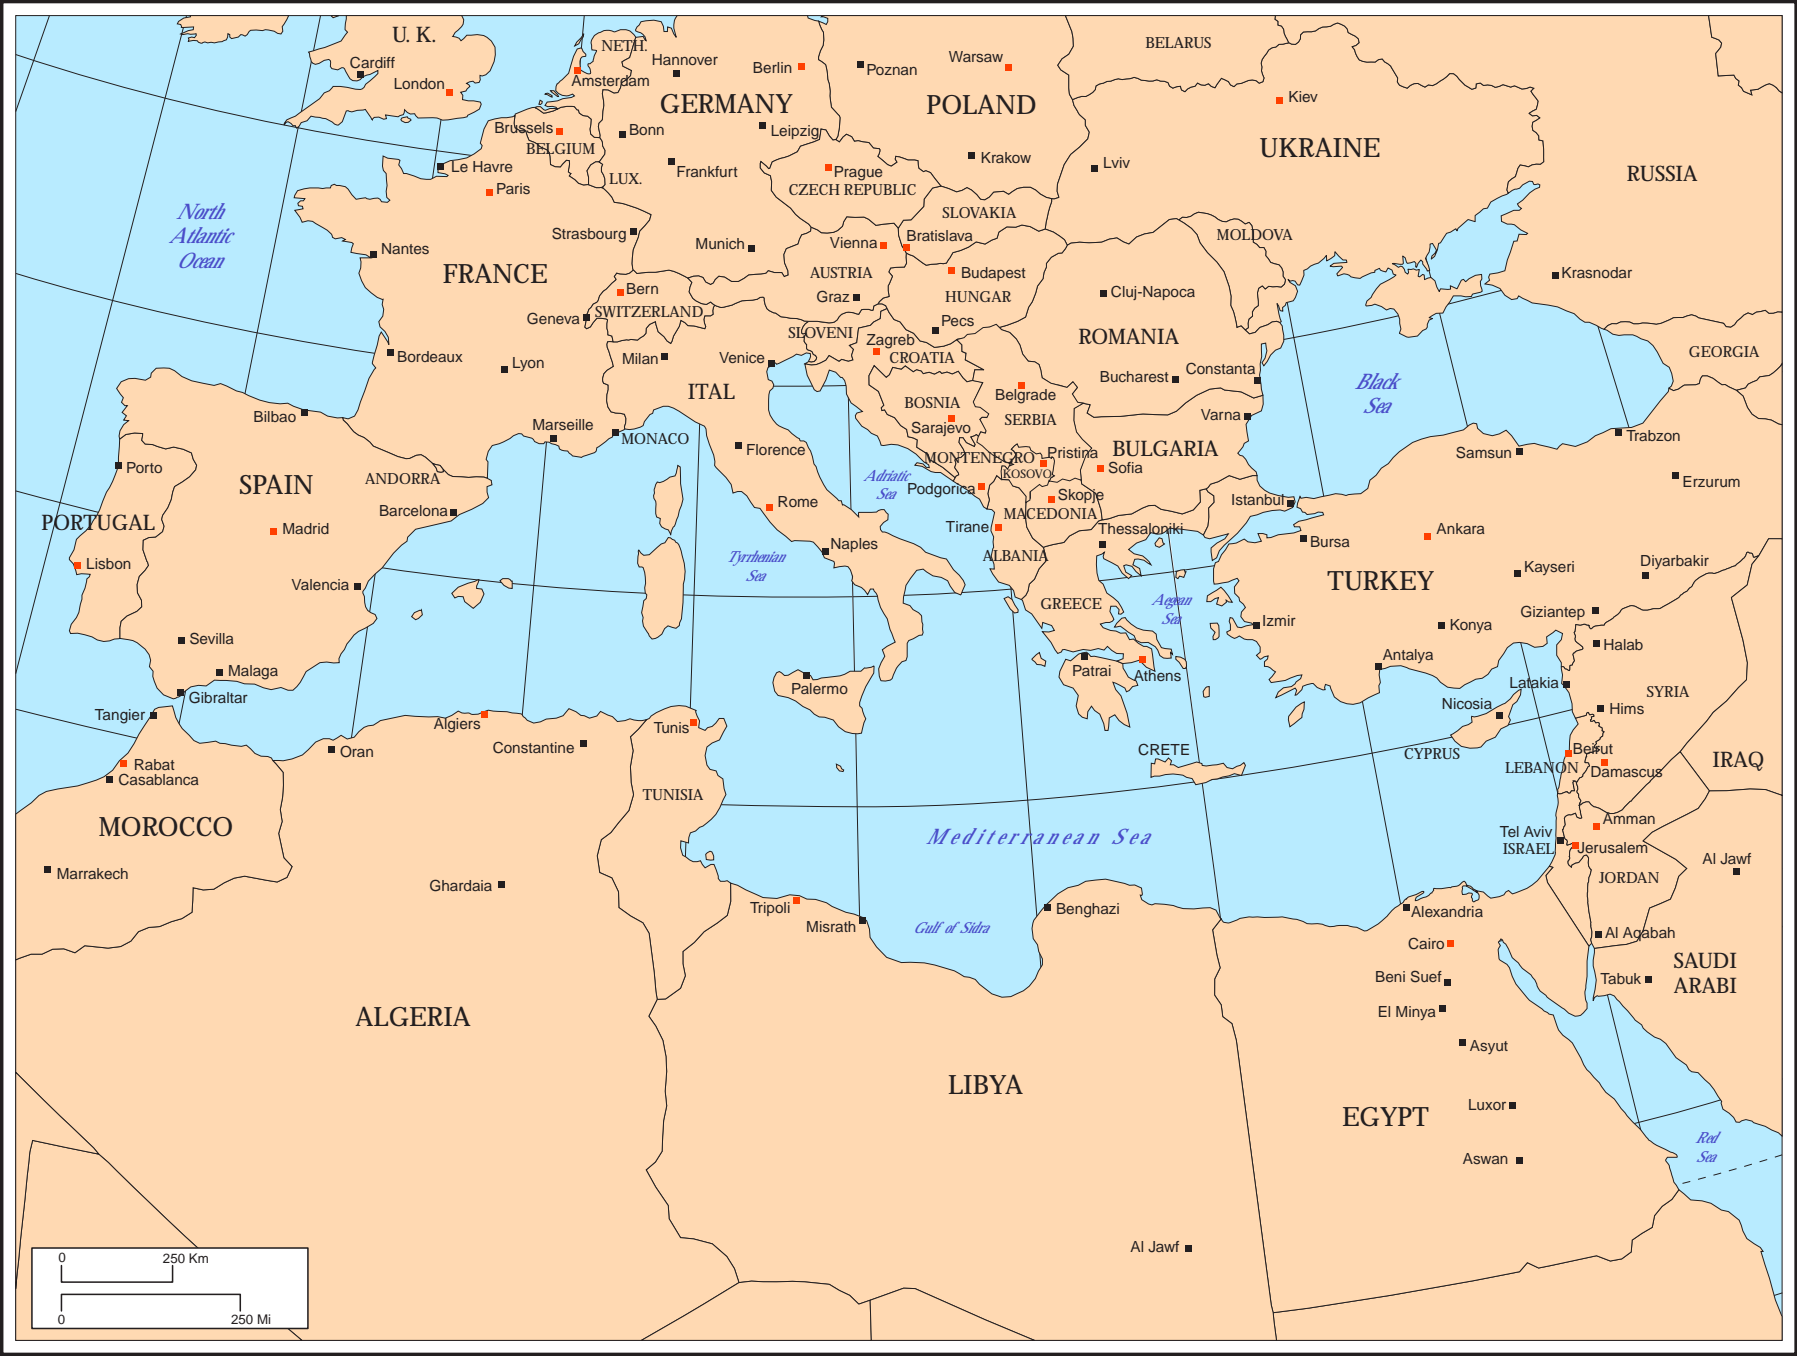 U. K.
Cardiff
London
NETH.
Amsterdam
Hannover
Berlin
Poznan
Warsaw
BELARUS
GERMANY
POLAND
Kiev
Brussels
BELGIUM
Bonn
Leipzig
Krakow
Lviv
UKRAINE
RUSSIA
Le Havre
Paris
LUX.
Frankfurt
Prague
CZECH REPUBLIC
SLOVAKIA
North
Atlantic
Ocean
Nantes
Strasbourg
Munich
Vienna
Bratislava
MOLDOVA
FRANCE
Bern
AUSTRIA
Budapest
Krasnodar
Geneva
SWITZERLAND
Graz
HUNGAR
Cluj-Napoca
Pecs
SLOVENI
Zagreb
CROATIA
ROMANIA
GEORGIA
Bordeaux
Lyon
Milan
Venice
Bucharest
Constanta
Black
Sea
ITAL
Belgrade
BOSNIA
SERBIA
Sarajevo
Bilbao
Marseille
MONACO
Varna
Trabzon
Porto
Florence
MONTENEGRO
Pristina
BULGARIA
Samsun
SPAIN
ANDORRA
Adriatic
Sea
KOSOVO
Sofia
Erzurum
Podgorica
Skopje
Istanbul
Barcelona
Rome
MACEDONIA
PORTUGAL
Madrid
Tirane
Thessaloniki
Ankara
Bursa
Naples
ALBANIA
Tyrrhenian
Sea
Lisbon
Valencia
TURKEY
Kayseri
Diyarbakir
GREECE
Aegean
Sea
Izmir
Konya
Giziantep
Sevilla
Halab
Malaga
Palermo
Patrai
Athens
Antalya
Latakia
SYRIA
Gibraltar
Nicosia
Hims
Tangier
Algiers
Tunis
Oran
Constantine
CRETE
CYPRUS
Beirut
LEBANON
Damascus
IRAQ
Rabat
Casablanca
TUNISIA
MOROCCO
Mediterranean Sea
Amman
Tel Aviv
ISRAEL
Jerusalem
Al Jawf
Marrakech
Ghardaia
JORDAN
Tripoli
Misrath
Benghazi
Gulf of Sidra
Alexandria
Al Aqabah
Cairo
SAUDI
ARABI
Beni Suef
Tabuk
El Minya
ALGERIA
Asyut
LIBYA
EGYPT
Luxor
Red
Sea
Aswan
Al Jawf
0 250 Km
0 250 Mi